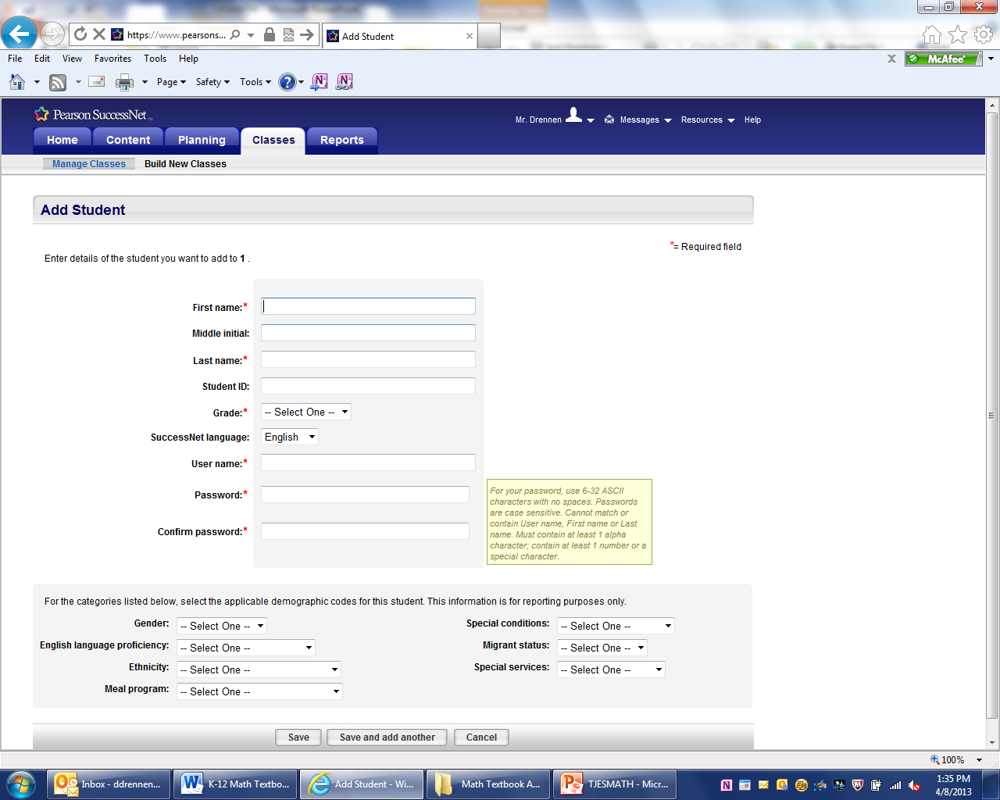 https://www.pearsons...
Add Student
File Edit View Favorites Tools Help
McAfee
Page Safety Tools
Pearson SuccessNet
Mr. Drennen Messages Resources Help
Home Content Planning Classes Reports
Manage Classes Build New Classes
Add Student
*= Required field
Enter details of the student you want to add to 1 .
First name:*
Middle initial:
Last name:*
Student ID:
Grade:* -- Select One --
SuccessNet language: English
User name:*
Password:*
Confirm password:*
For your password, use 6-32 ASCII
characters with no spaces. Passwords
are case sensitive. Cannot match or
contain User name, First name or Last
name. Must contain at least 1 alpha
character; contain at least 1 number or a
special character.
For the categories listed below, select the applicable demographic codes for this student. This information is for reporting purposes only.
Gender: -- Select One -- Special conditions: -- Select One --
English language proficiency: -- Select One -- Migrant status: -- Select One --
Ethnicity: -- Select One -- Special services: -- Select One --
Meal program: -- Select One --
Save Save and add another Cancel
100%
Inbox - ddrennen... K-12 Math Textbo... Add Student - Wi... Math Textbook A... TJESMATH - Micr...
1:35 PM
4/8/2013